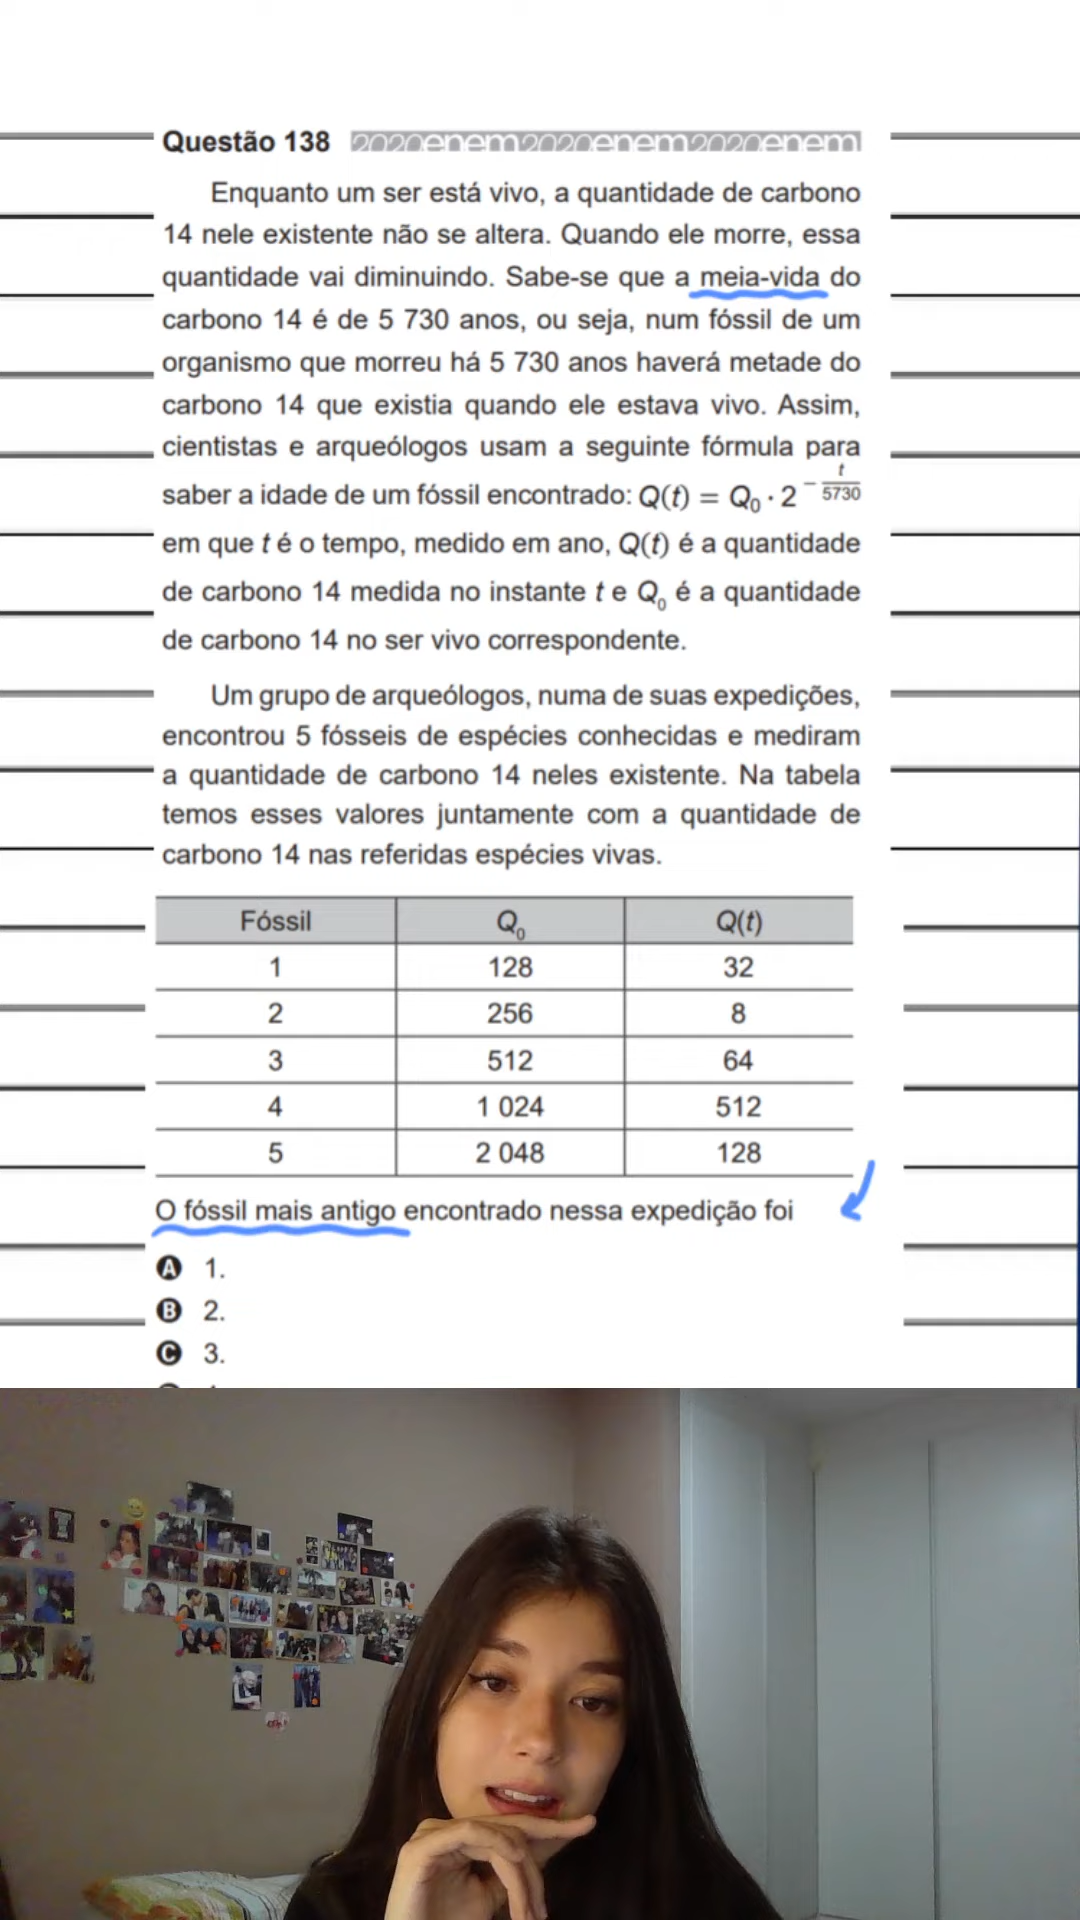 Questão 138 2020enem2020enem2020enem
Enquanto um ser está vivo, a quantidade de carbono
14 nele existente não se altera. Quando ele morre, essa
quantidade vai diminuindo. Sabe-se que a meia-vida do
carbono 14 é de 5 730 anos, ou seja, num fóssil de um
organismo que morreu há 5 730 anos haverá metade do
carbono 14 que existia quando ele estava vivo. Assim,
cientistas e arqueólogos usam a seguinte fórmula para
saber a idade de um fóssil encontrado: Q(t) = Q₀ · 2^(−t/5730)
em que t é o tempo, medido em ano, Q(t) é a quantidade
de carbono 14 medida no instante t e Q₀ é a quantidade
de carbono 14 no ser vivo correspondente.
Um grupo de arqueólogos, numa de suas expedições,
encontrou 5 fósseis de espécies conhecidas e mediram
a quantidade de carbono 14 neles existente. Na tabela
temos esses valores juntamente com a quantidade de
carbono 14 nas referidas espécies vivas.
Fóssil Q₀ Q(t)
1 128 32
2 256 8
3 512 64
4 1 024 512
5 2 048 128
O fóssil mais antigo encontrado nessa expedição foi
A 1.
B 2.
C 3.